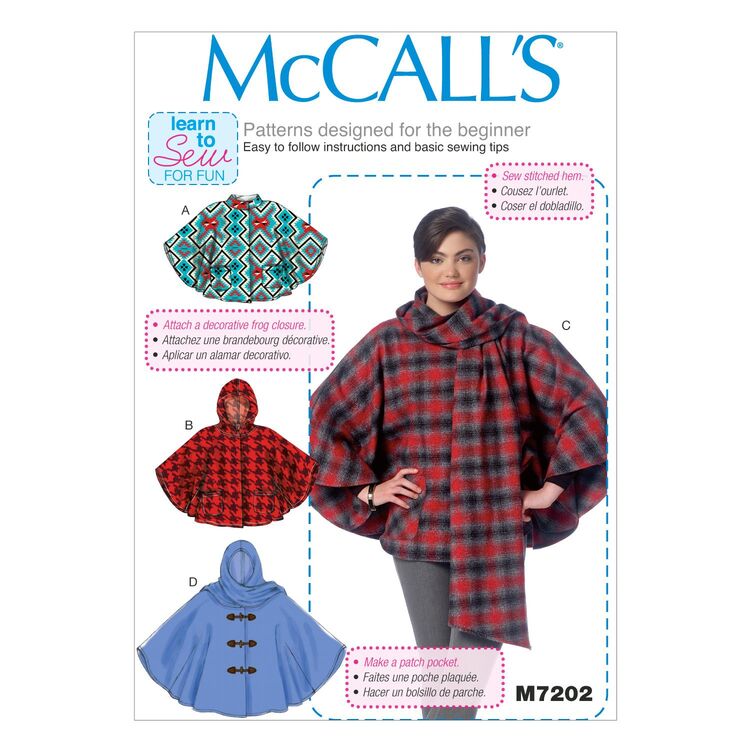 McCALL'S®
learn
to
Sew
FOR FUN
Patterns designed for the beginner
Easy to follow instructions and basic sewing tips
• Sew stitched hem.
• Cousez l'ourlet.
• Coser el dobladillo.
A
C
• Attach a decorative frog closure.
• Attachez une brandebourg décorative.
• Aplicar un alamar decorativo.
B
D
• Make a patch pocket.
• Faites une poche plaquée.
• Hacer un bolsillo de parche.
M7202